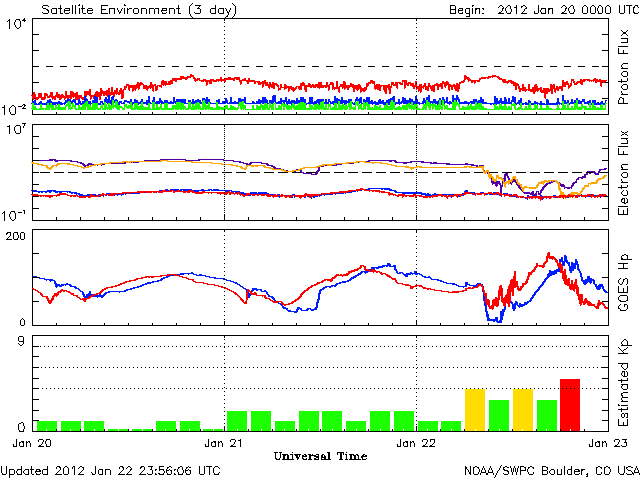 Satellite Environment (3 day) Begin: 2012 Jan 20 0000 UTC
10⁴
10⁻²
Proton Flux
10⁷
10⁻¹
Electron Flux
200
0
GOES Hp
9
0
Estimated Kp
Jan 20 Jan 21 Jan 22 Jan 23
Universal Time
Updated 2012 Jan 22 23:56:06 UTC NOAA/SWPC Boulder, CO USA